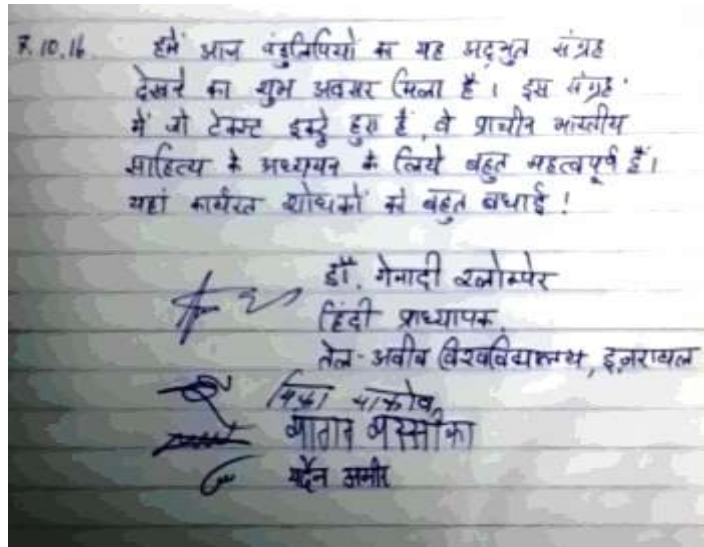 7.10.16 हमें आज पंडुलिपियों का यह अद्भुत संग्रह
देखने का शुभ अवसर मिला है। इस संग्रह
में जो टेक्स्ट इकट्ठे हुए हैं, वे प्राचीन भारतीय
साहित्य के अध्ययन के लिये बहुत महत्वपूर्ण हैं।
यहां कार्यरत शोधकों को बहुत बधाई!
डॉ. गेनादी श्लोम्पेर
हिंदी प्राध्यापक,
तेल-अवीव विश्वविद्यालय, इज़रायल
याकोव,
यर्देन अमीर